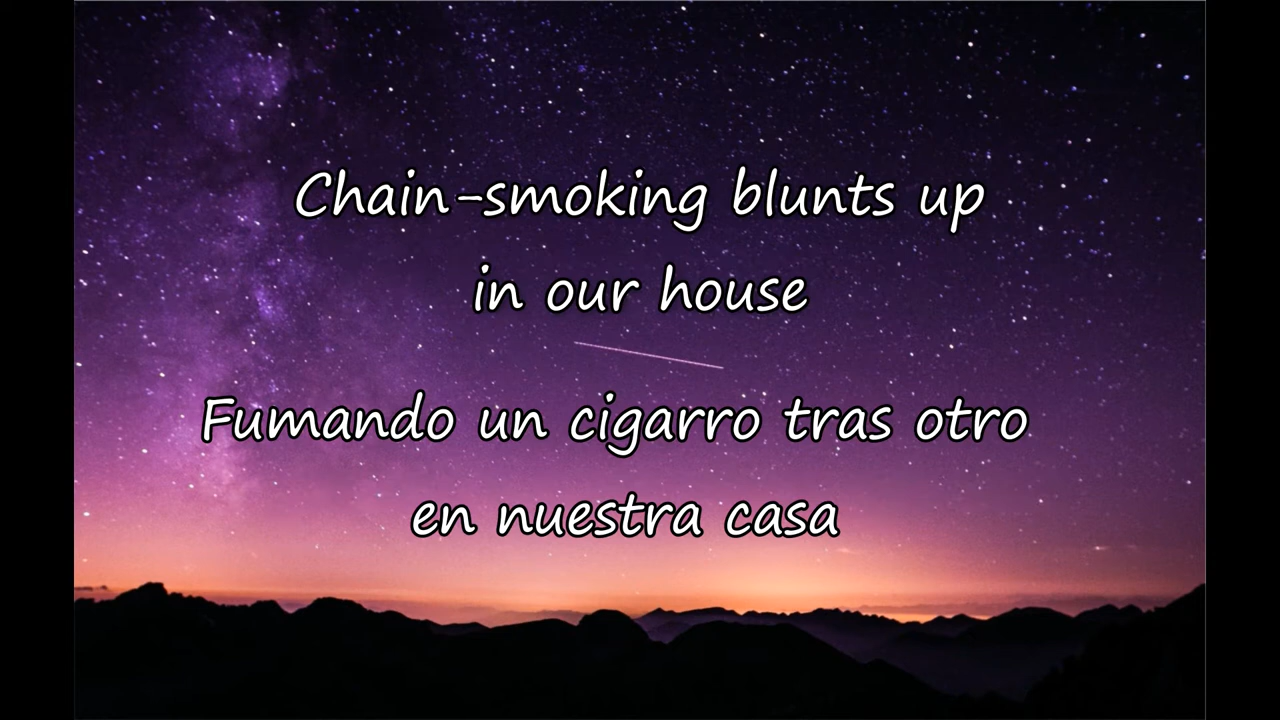 Chain-smoking blunts up
in our house
Fumando un cigarro tras otro
en nuestra casa